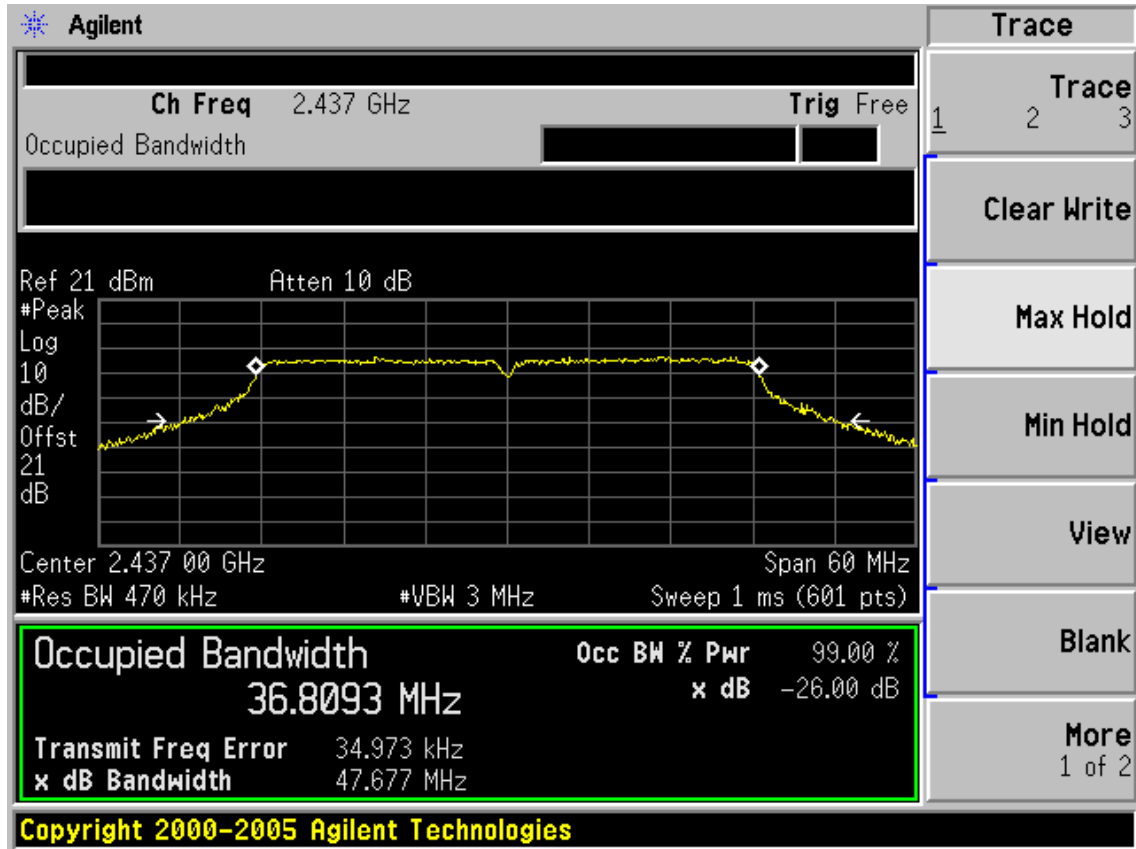 Agilent
Trace
Ch Freq 2.437 GHz Trig Free
Occupied Bandwidth
Ref 21 dBm Atten 10 dB
#Peak
Log
10
dB/
Offst
21
dB
Center 2.437 00 GHz Span 60 MHz
#Res BW 470 kHz #VBW 3 MHz Sweep 1 ms (601 pts)
Occupied Bandwidth
36.8093 MHz
Occ BW % Pwr 99.00 %
x dB -26.00 dB
Transmit Freq Error 34.973 kHz
x dB Bandwidth 47.677 MHz
Copyright 2000-2005 Agilent Technologies
Trace
1 2 3
Clear Write
Max Hold
Min Hold
View
Blank
More
1 of 2